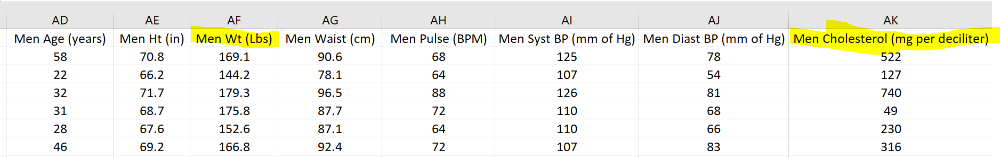 AD AE AF AG AH AI AJ AK
Men Age (years) Men Ht (in) Men Wt (Lbs) Men Waist (cm) Men Pulse (BPM) Men Syst BP (mm of Hg) Men Diast BP (mm of Hg) Men Cholesterol (mg per deciliter)
58 70.8 169.1 90.6 68 125 78 522
22 66.2 144.2 78.1 64 107 54 127
32 71.7 179.3 96.5 88 126 81 740
31 68.7 175.8 87.7 72 110 68 49
28 67.6 152.6 87.1 64 110 66 230
46 69.2 166.8 92.4 72 107 83 316